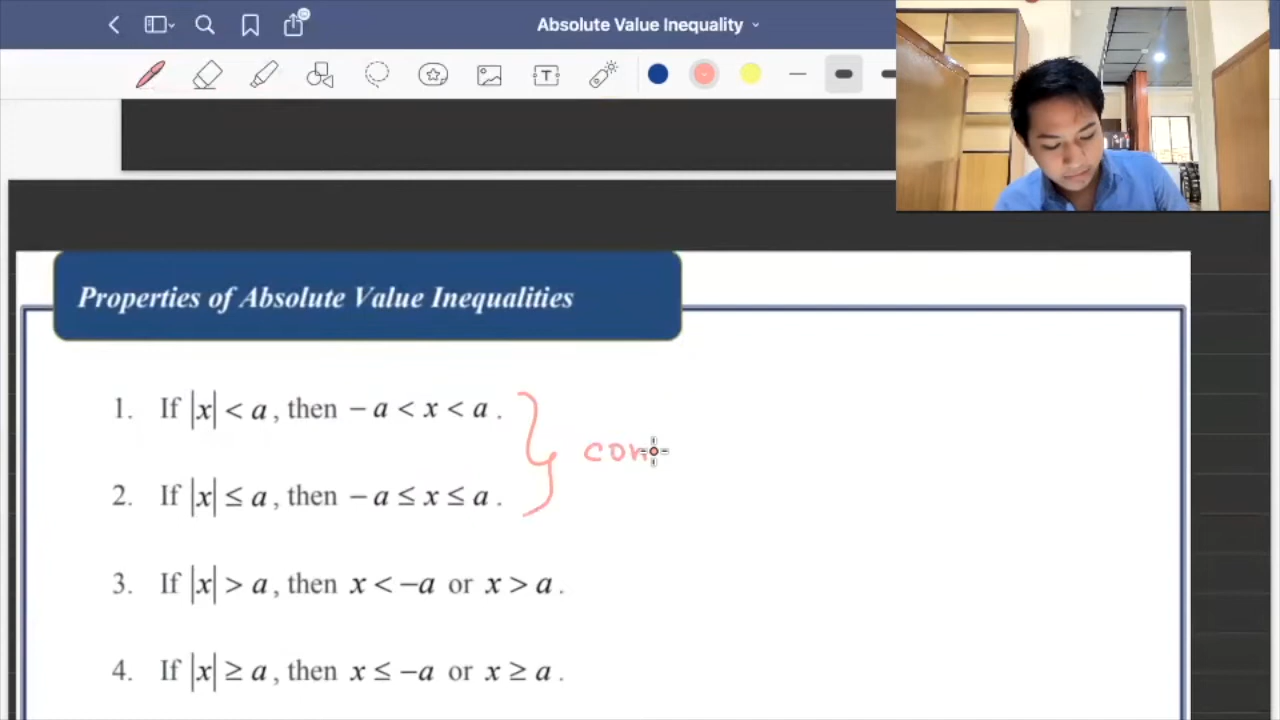 Absolute Value Inequality
Properties of Absolute Value Inequalities
1. If |x| < a, then − a < x < a.
2. If |x| ≤ a, then − a ≤ x ≤ a.
con
3. If |x| > a, then x < −a or x > a.
4. If |x| ≥ a, then x ≤ −a or x ≥ a.